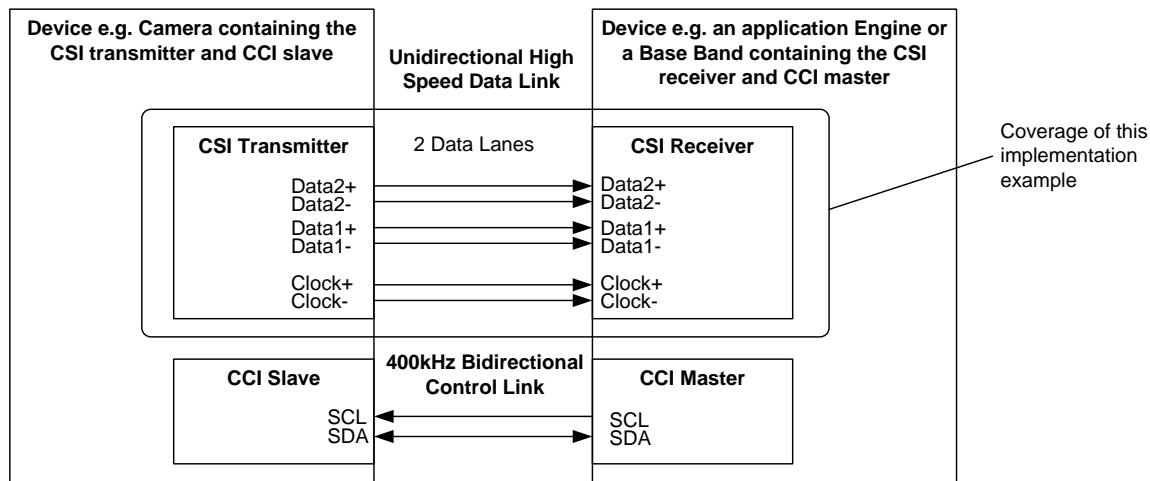 Device e.g. Camera containing the
CSI transmitter and CCI slave
Unidirectional High
Speed Data Link
Device e.g. an application Engine or
a Base Band containing the CSI
receiver and CCI master
CSI Transmitter
2 Data Lanes
CSI Receiver
Coverage of this
implementation
example
Data2+
Data2-
Data1+
Data1-
Clock+
Clock-
Data2+
Data2-
Data1+
Data1-
Clock+
Clock-
CCI Slave
400kHz Bidirectional
Control Link
CCI Master
SCL
SDA
SCL
SDA